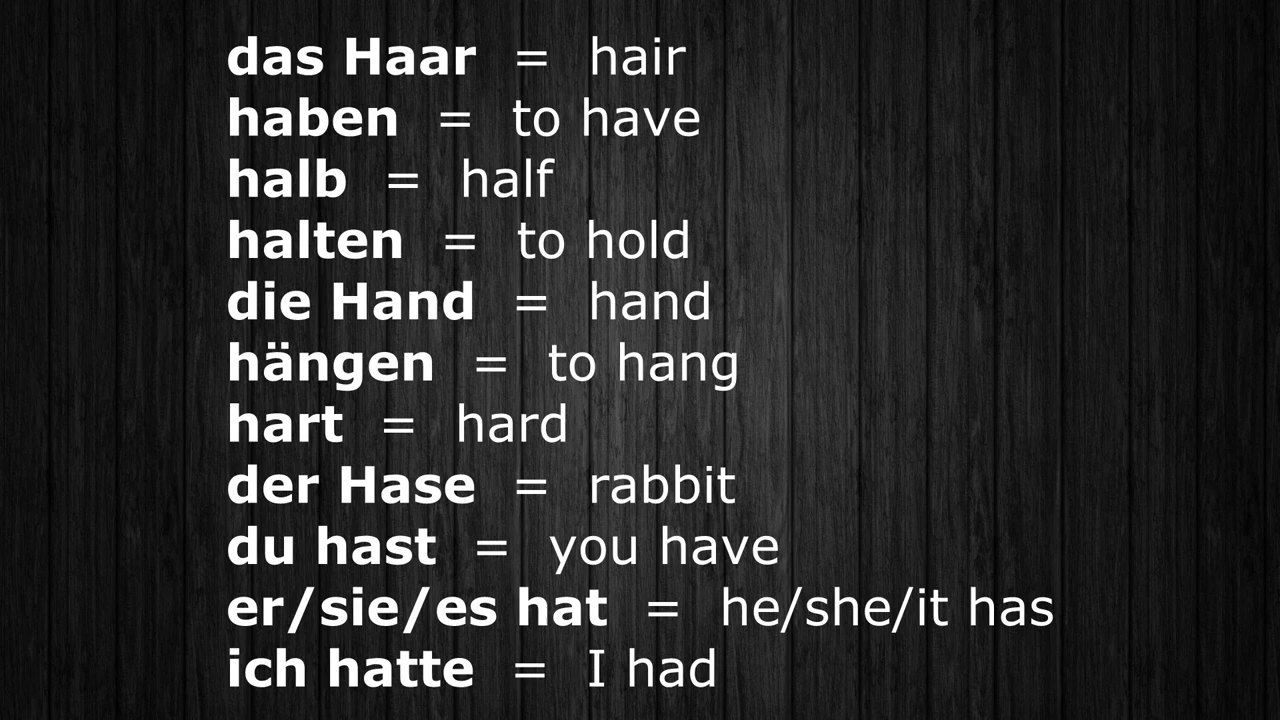 das Haar = hair
haben = to have
halb = half
halten = to hold
die Hand = hand
hängen = to hang
hart = hard
der Hase = rabbit
du hast = you have
er/sie/es hat = he/she/it has
ich hatte = I had